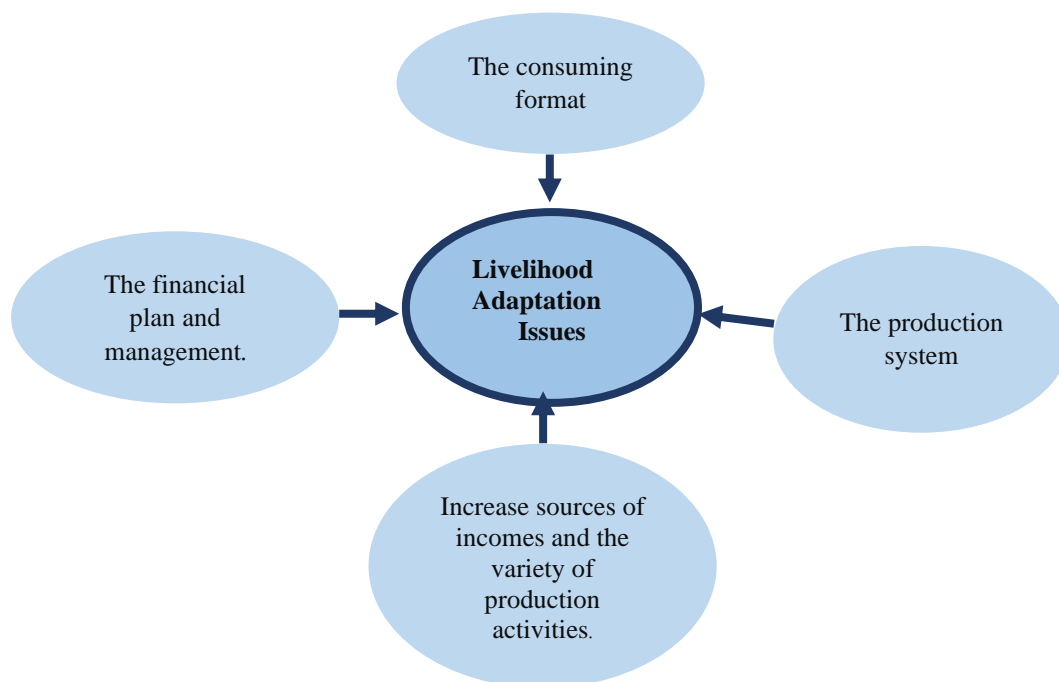 The consuming
format
The financial
plan and
management.
Livelihood
Adaptation
Issues
The production
system
Increase sources of
incomes and the
variety of
production
activities.